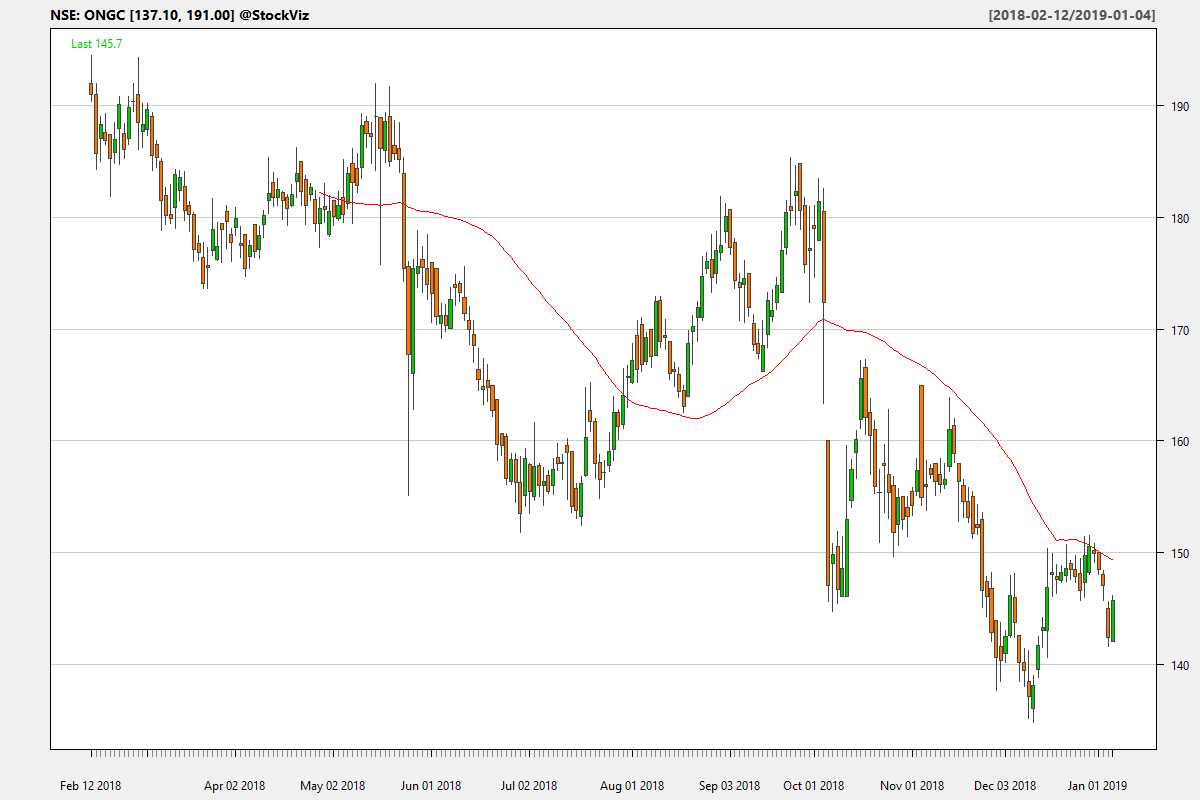 NSE: ONGC [137.10, 191.00] @StockViz
[2018-02-12/2019-01-04]
Last 145.7
190
180
170
160
150
140
Feb 12 2018 Apr 02 2018 May 02 2018 Jun 01 2018 Jul 02 2018 Aug 01 2018 Sep 03 2018 Oct 01 2018 Nov 01 2018 Dec 03 2018 Jan 01 2019